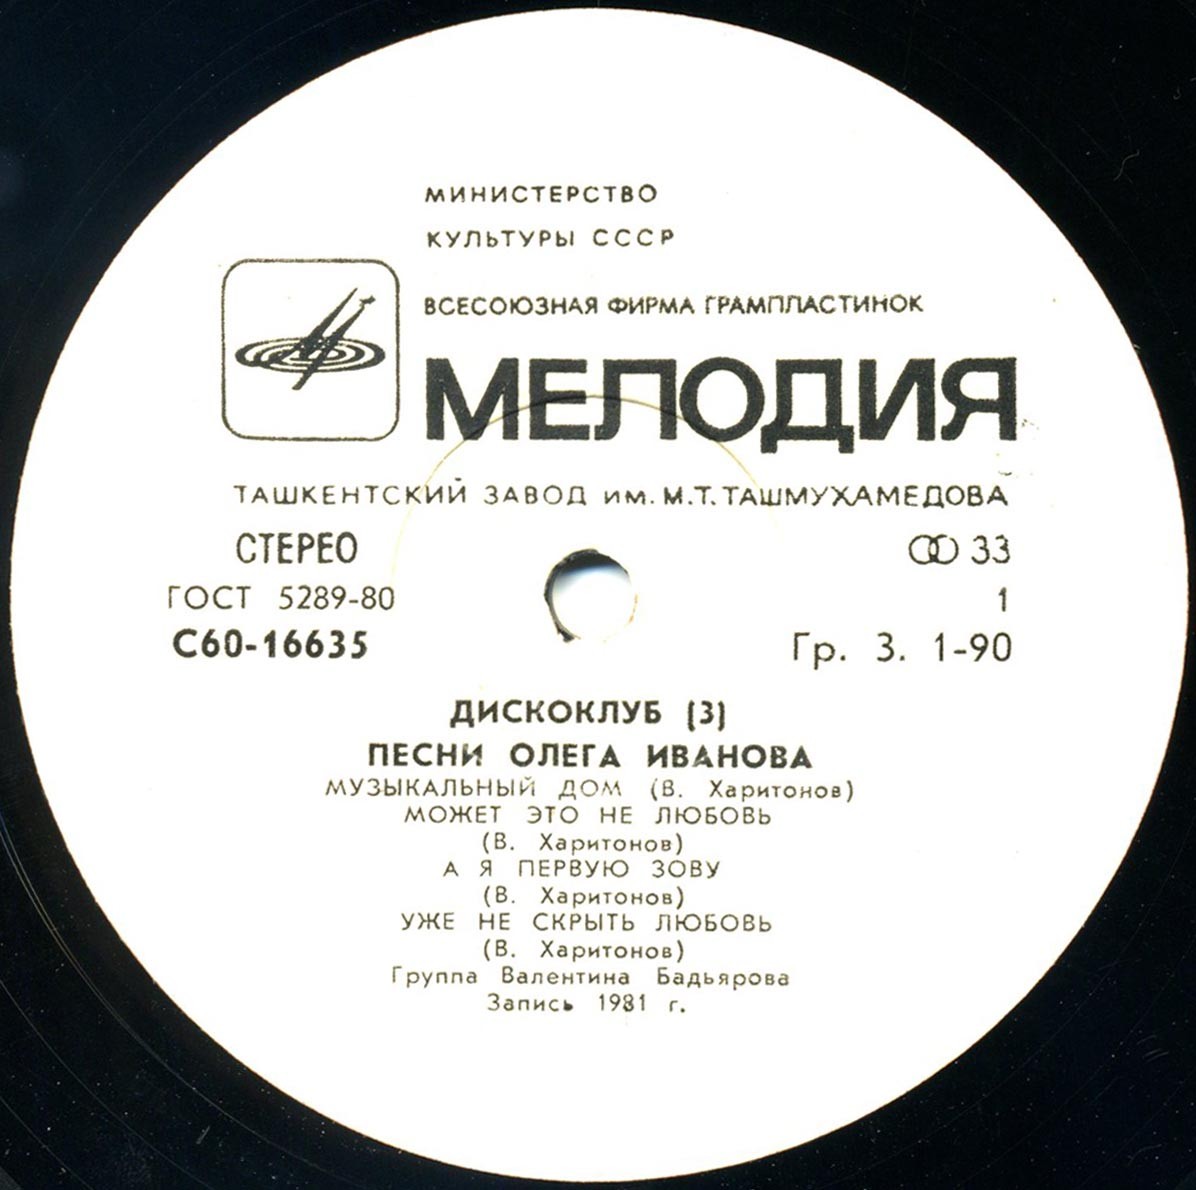 МИНИСТЕРСТВО
КУЛЬТУРЫ СССР
ВСЕСОЮЗНАЯ ФИРМА ГРАМПЛАСТИНОК
МЕЛОДИЯ
ТАШКЕНТСКИЙ ЗАВОД им. М.Т. ТАШМУХАМЕДОВА
СТЕРЕО 33
ГОСТ 5289-80 1
С60-16635 Гр. 3. 1-90
ДИСКОКЛУБ (3)
ПЕСНИ ОЛЕГА ИВАНОВА
МУЗЫКАЛЬНЫЙ ДОМ (В. Харитонов)
МОЖЕТ ЭТО НЕ ЛЮБОВЬ
(В. Харитонов)
А Я ПЕРВУЮ ЗОВУ
(В. Харитонов)
УЖЕ НЕ СКРЫТЬ ЛЮБОВЬ
(В. Харитонов)
Группа Валентина Бадьярова
Запись 1981 г.